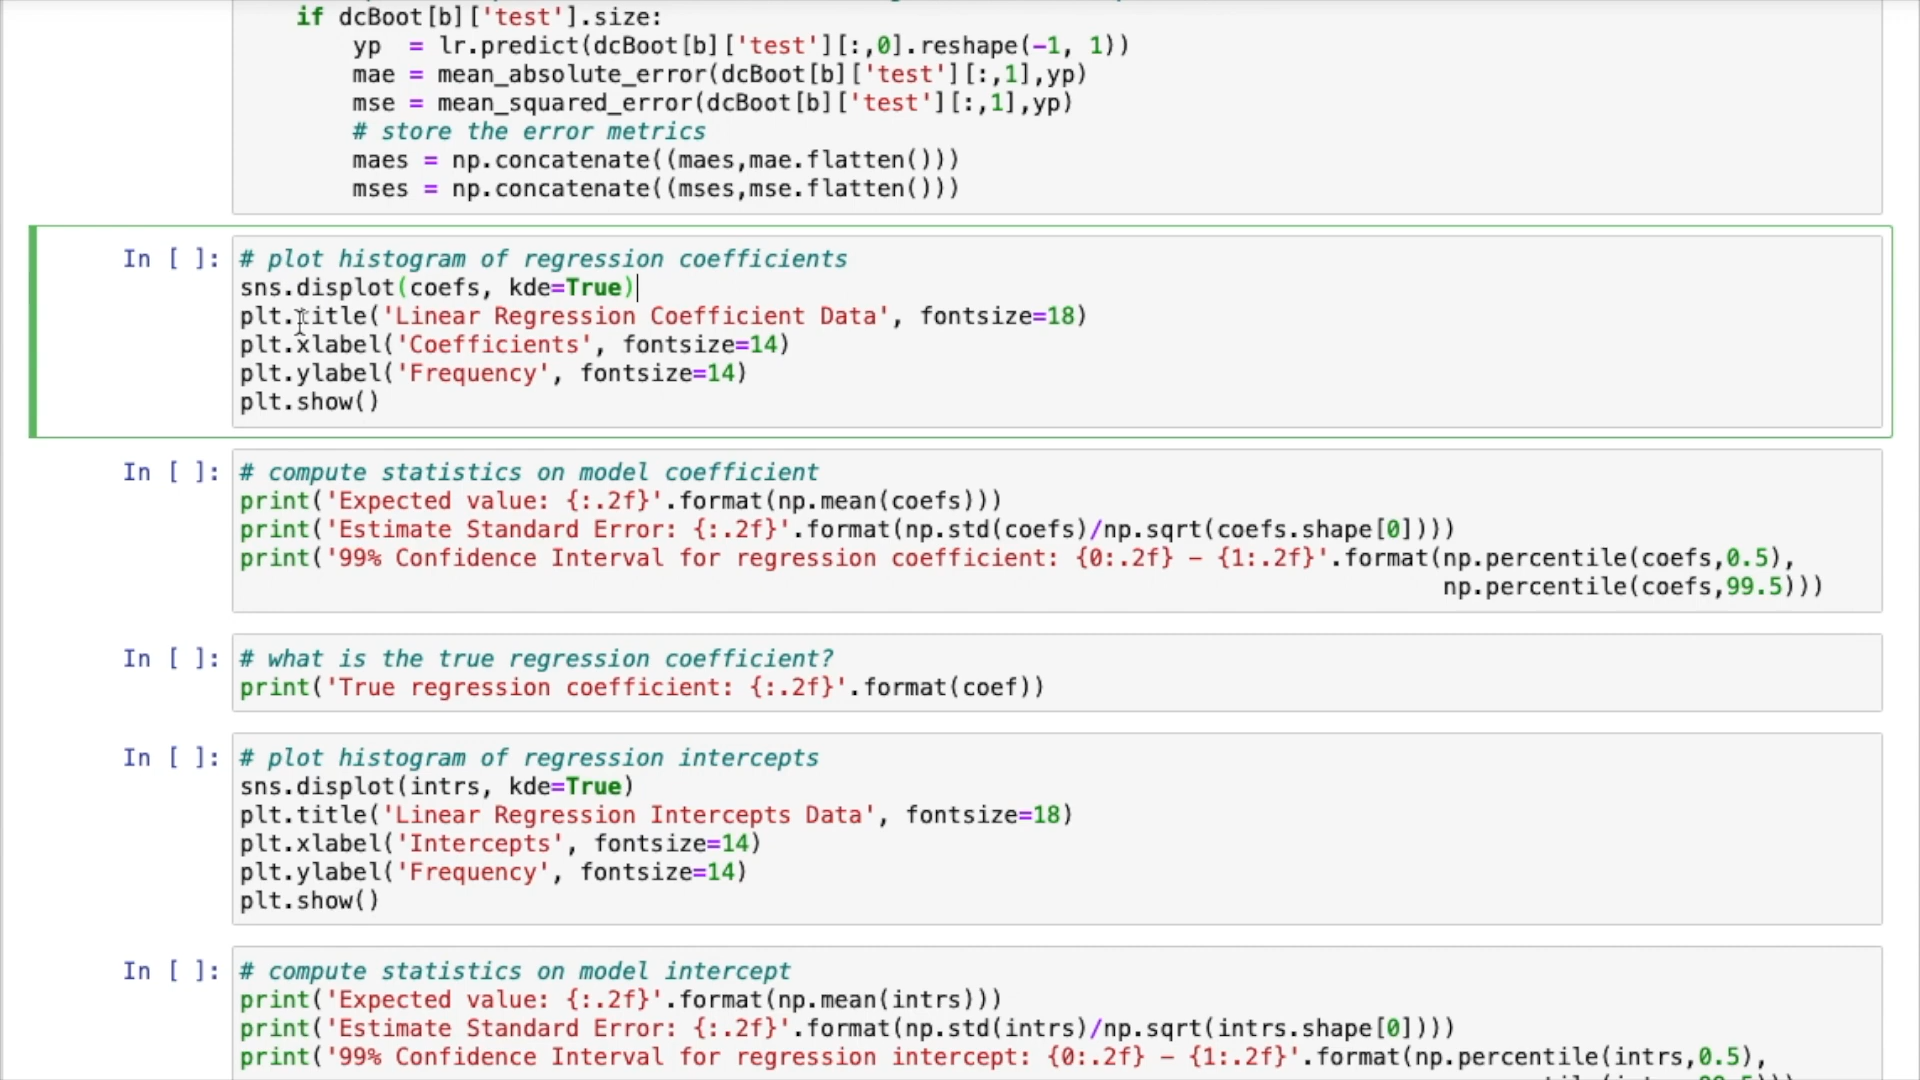 if dcBoot[b]['test'].size:
yp  = lr.predict(dcBoot[b]['test'][:,0].reshape(-1, 1))
mae = mean_absolute_error(dcBoot[b]['test'][:,1],yp)
mse = mean_squared_error(dcBoot[b]['test'][:,1],yp)
# store the error metrics
maes = np.concatenate((maes,mae.flatten()))
mses = np.concatenate((mses,mse.flatten()))
In [ ]: # plot histogram of regression coefficients
sns.displot(coefs, kde=True)
plt.title('Linear Regression Coefficient Data', fontsize=18)
plt.xlabel('Coefficients', fontsize=14)
plt.ylabel('Frequency', fontsize=14)
plt.show()
In [ ]: # compute statistics on model coefficient
print('Expected value: {:.2f}'.format(np.mean(coefs)))
print('Estimate Standard Error: {:.2f}'.format(np.std(coefs)/np.sqrt(coefs.shape[0])))
print('99% Confidence Interval for regression coefficient: {0:.2f} - {1:.2f}'.format(np.percentile(coefs,0.5),
np.percentile(coefs,99.5)))
In [ ]: # what is the true regression coefficient?
print('True regression coefficient: {:.2f}'.format(coef))
In [ ]: # plot histogram of regression intercepts
sns.displot(intrs, kde=True)
plt.title('Linear Regression Intercepts Data', fontsize=18)
plt.xlabel('Intercepts', fontsize=14)
plt.ylabel('Frequency', fontsize=14)
plt.show()
In [ ]: # compute statistics on model intercept
print('Expected value: {:.2f}'.format(np.mean(intrs)))
print('Estimate Standard Error: {:.2f}'.format(np.std(intrs)/np.sqrt(intrs.shape[0])))
print('99% Confidence Interval for regression intercept: {0:.2f} - {1:.2f}'.format(np.percentile(intrs,0.5),